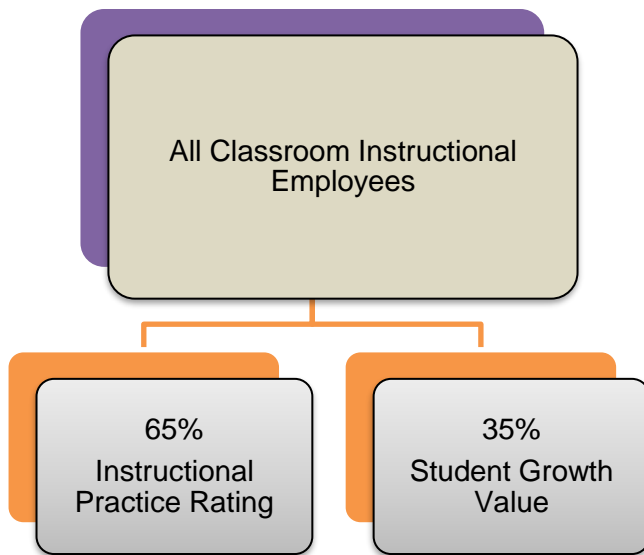 All Classroom Instructional
Employees
65%
Instructional
Practice Rating
35%
Student Growth
Value